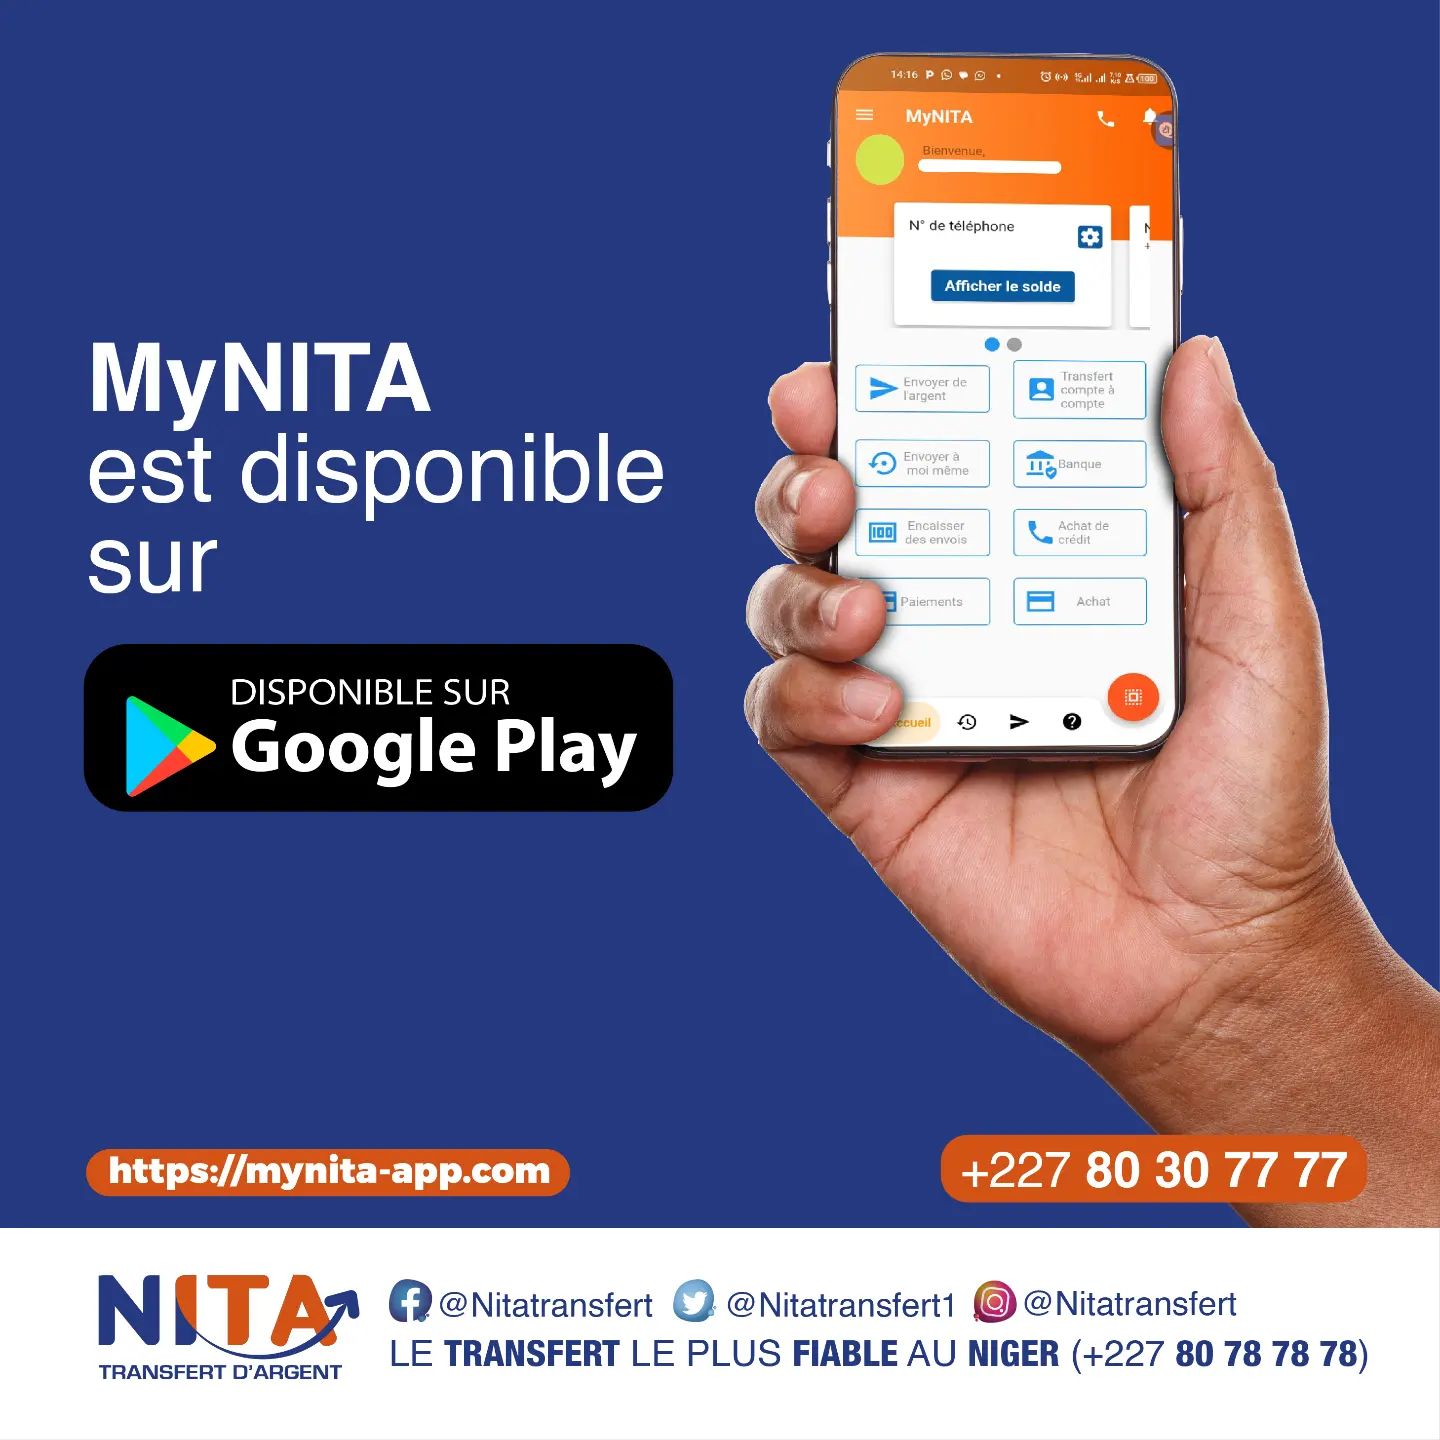 MyNITA
est disponible
sur
DISPONIBLE SUR
Google Play
14:16
MyNITA
Bienvenue,
N° de téléphone
Afficher le solde
Envoyer de
l'argent
Transfert
compte à
compte
Envoyer à
moi même
Banque
Encaisser
des envois
Achat de
crédit
Paiements
Achat
ccueil
https://mynita-app.com
+227 80 30 77 77
NITA
TRANSFERT D'ARGENT
@Nitatransfert @Nitatransfert1 @Nitatransfert
LE TRANSFERT LE PLUS FIABLE AU NIGER (+227 80 78 78 78)